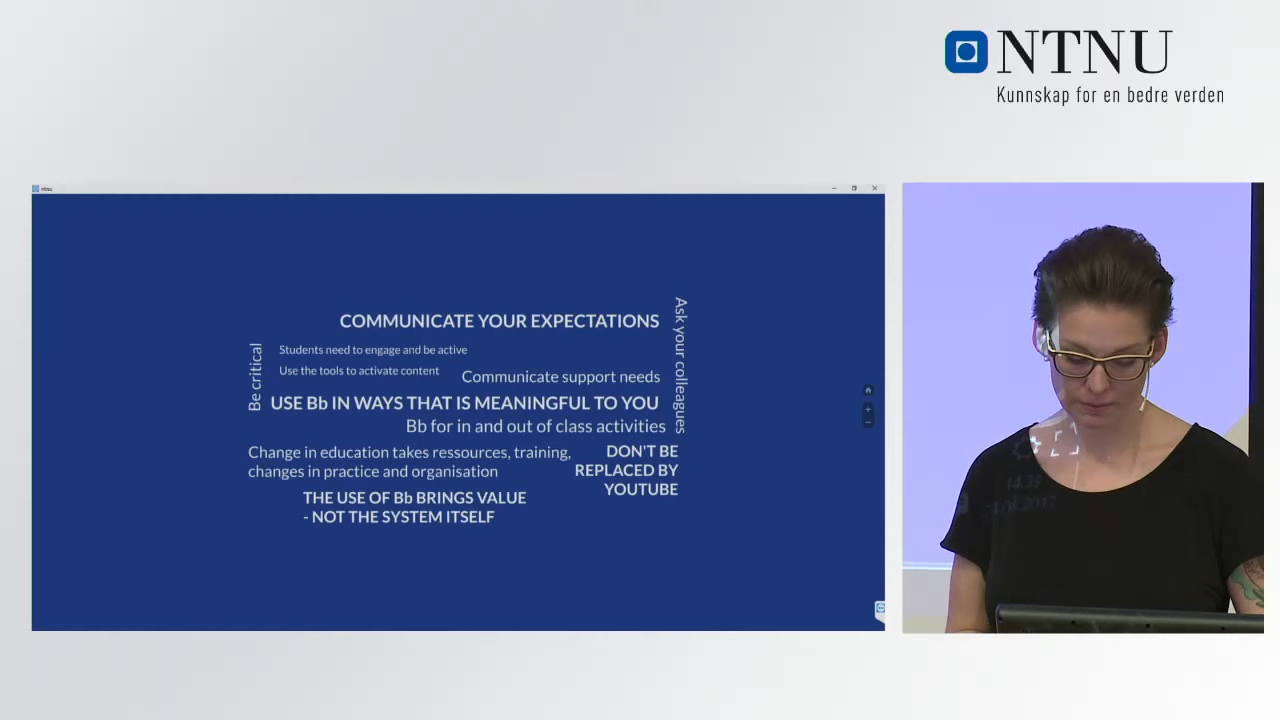 NTNU
Kunnskap for en bedre verden
ntnu
COMMUNICATE YOUR EXPECTATIONS
Ask your colleagues
Be critical
Students need to engage and be active
Use the tools to activate content
Communicate support needs
USE Bb IN WAYS THAT IS MEANINGFUL TO YOU
Bb for in and out of class activities
Change in education takes ressources, training,
changes in practice and organisation
DON'T BE
REPLACED BY
YOUTUBE
THE USE OF Bb BRINGS VALUE
- NOT THE SYSTEM ITSELF